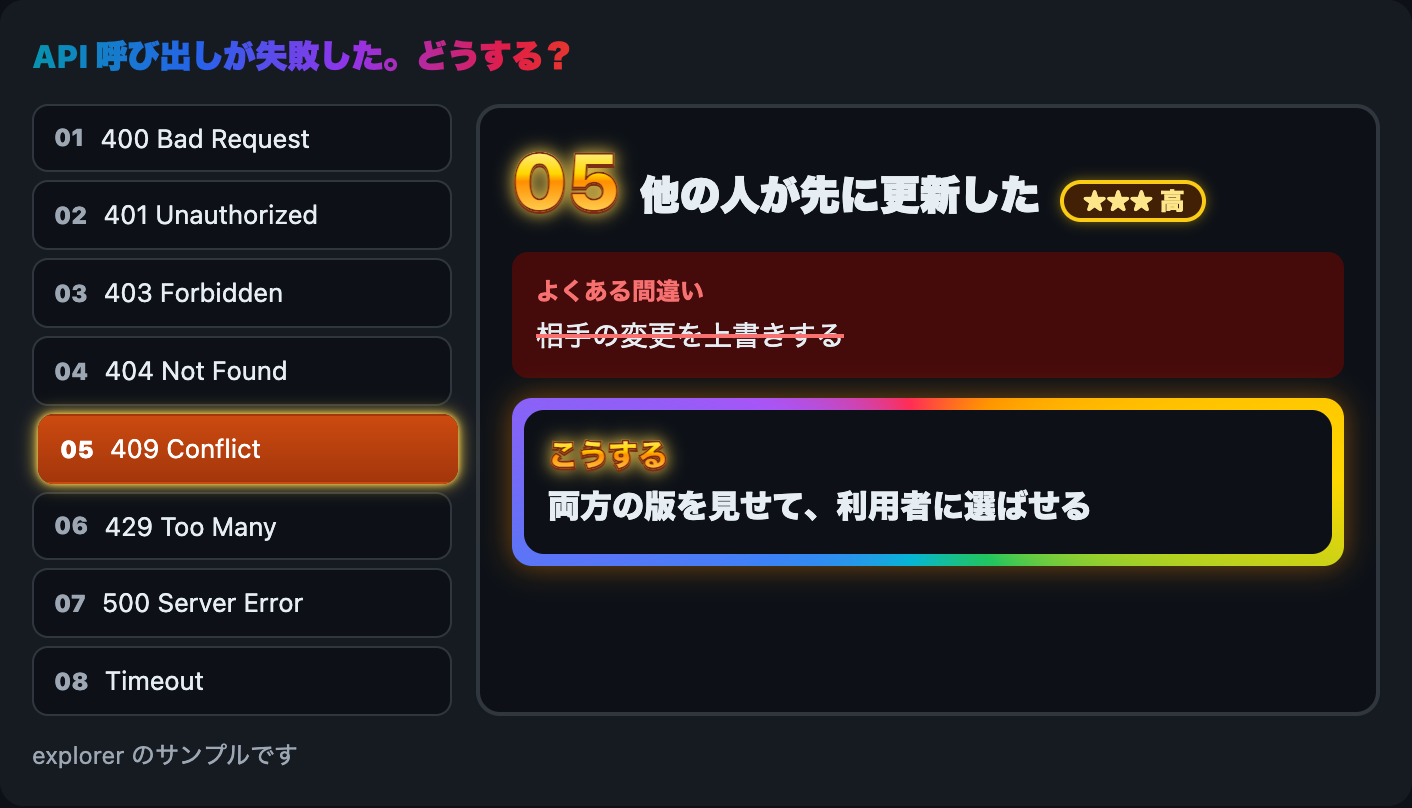 API 呼び出しが失敗した。どうする？
01 400 Bad Request
02 401 Unauthorized
03 403 Forbidden
04 404 Not Found
05 409 Conflict
06 429 Too Many
07 500 Server Error
08 Timeout
05 他の人が先に更新した ★★★ 高
よくある間違い
相手の変更を上書きする
こうする
両方の版を見せて、利用者に選ばせる
explorer のサンプルです